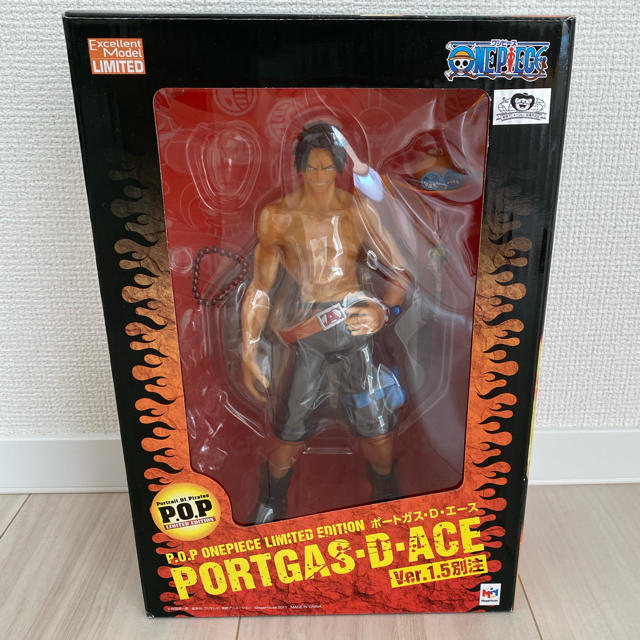 Excellent
Model
LIMITED
ワンピース
ONE PIECE
Portrait.Of.Pirates
P.O.P
LIMITED EDITION
P.O.P ONEPIECE LIMITED EDITION ポートガス・D・エース
PORTGAS・D・ACE
Ver.1.5別注
MegaHouse